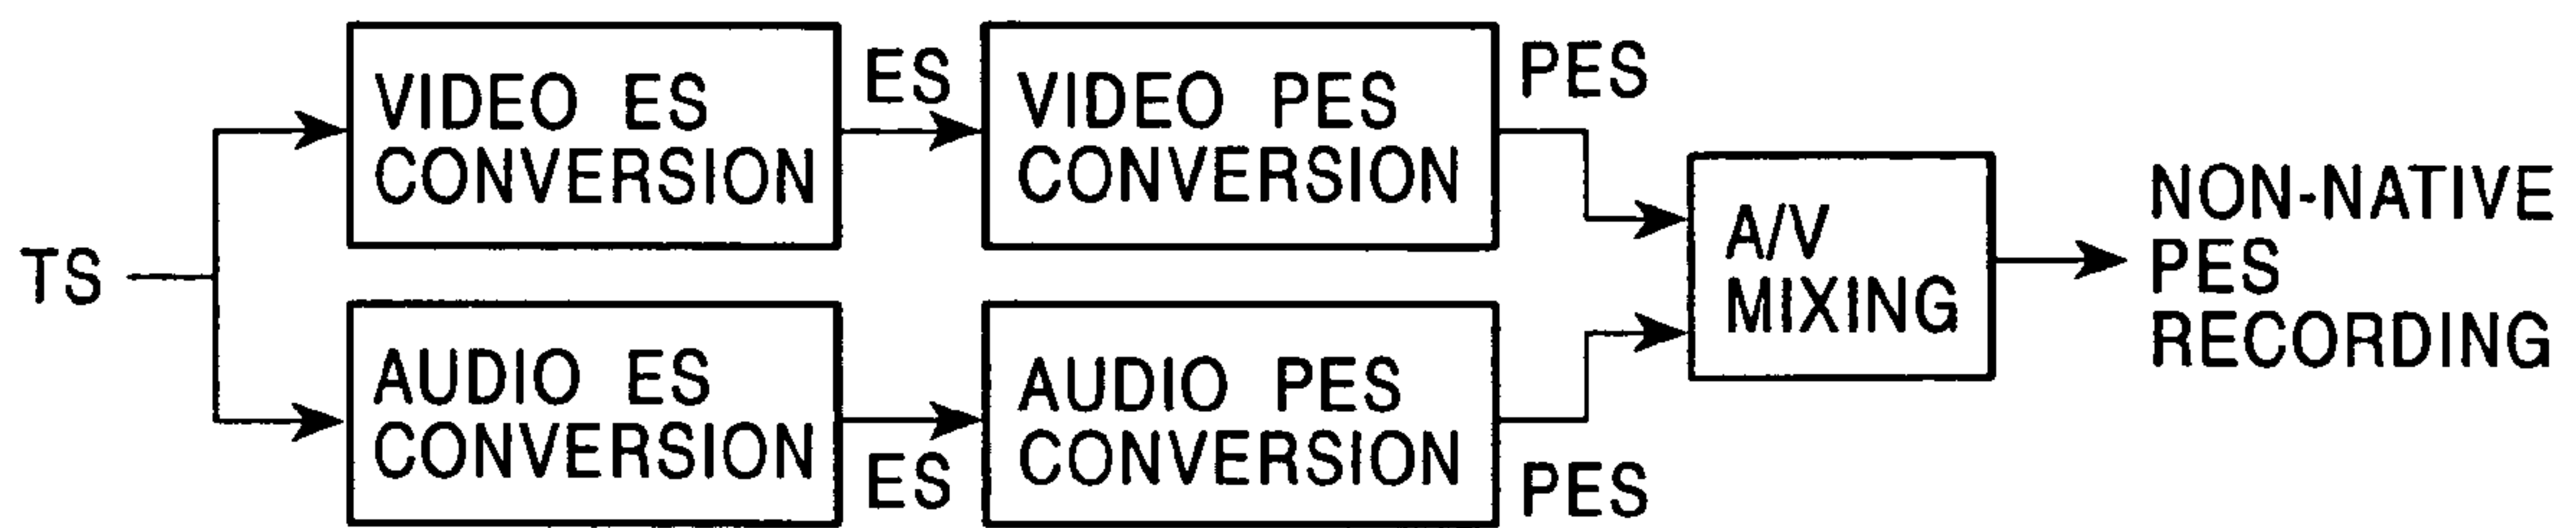 TS
VIDEO ES
CONVERSION
ES
VIDEO PES
CONVERSION
PES
AUDIO ES
CONVERSION
ES
AUDIO PES
CONVERSION
PES
A/V
MIXING
NON-NATIVE
PES
RECORDING